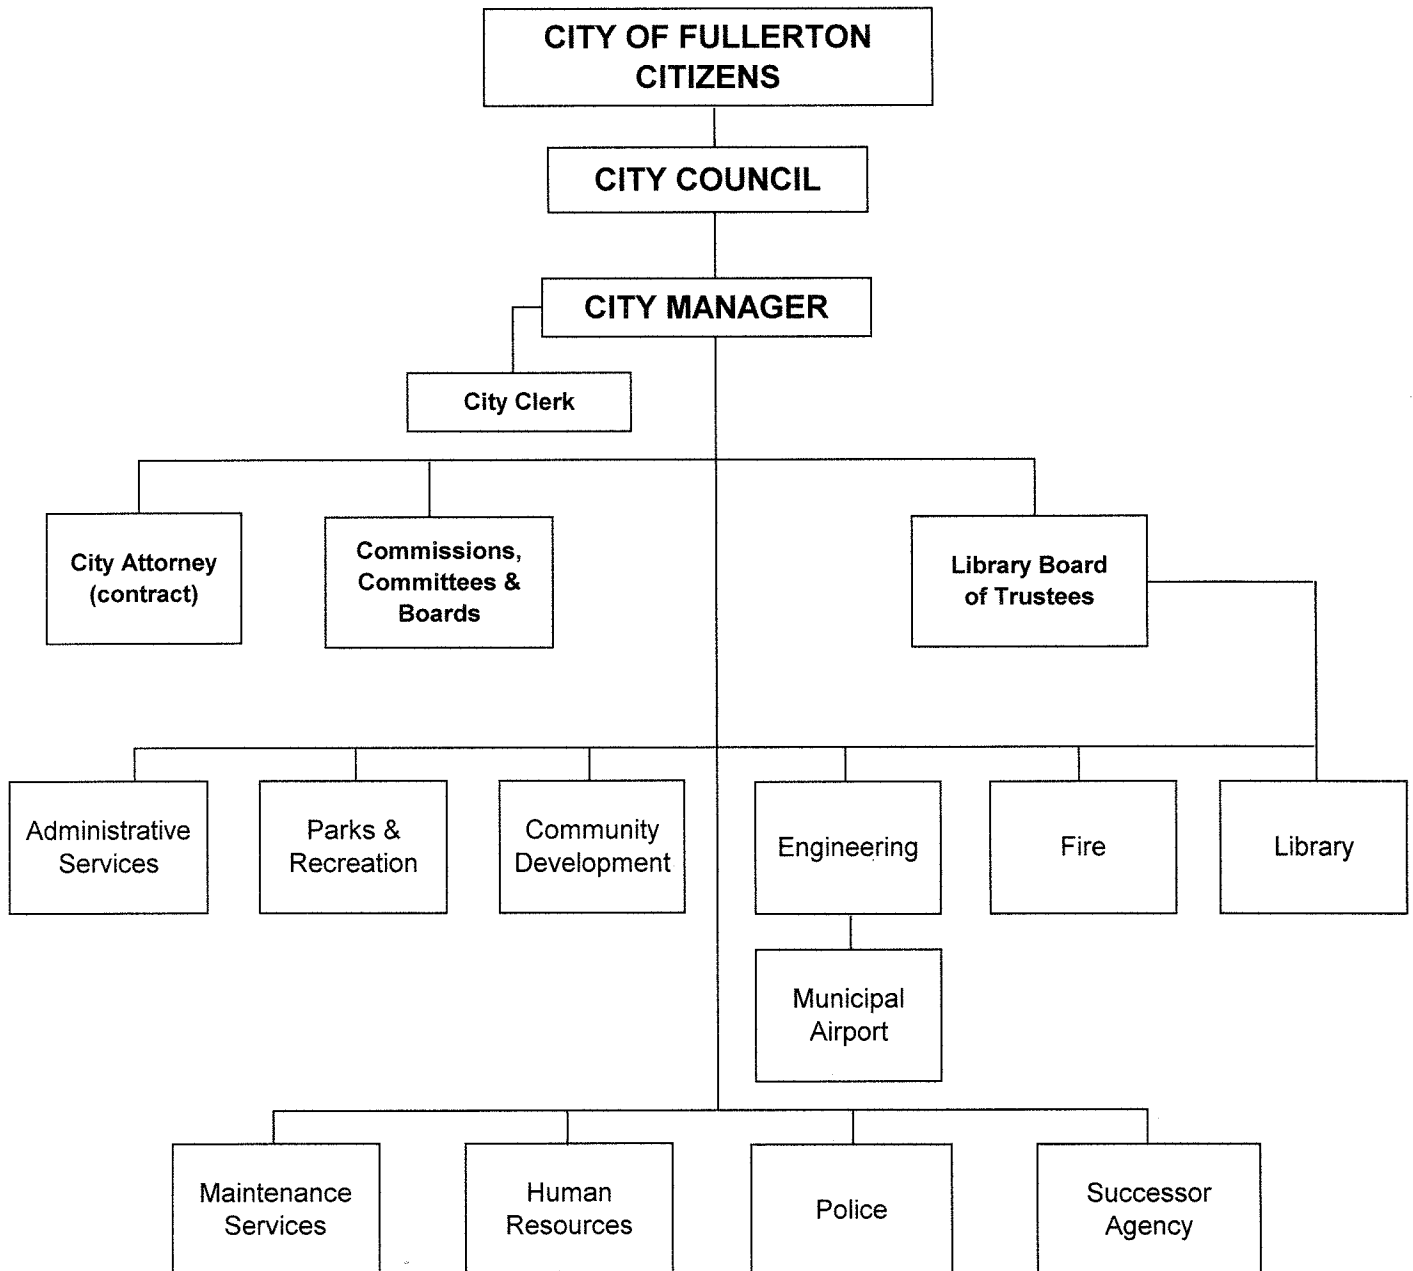 CITY OF FULLERTON
CITIZENS
CITY COUNCIL
CITY MANAGER
City Clerk
City Attorney
(contract)
Commissions,
Committees &
Boards
Library Board
of Trustees
Administrative
Services
Parks &
Recreation
Community
Development
Engineering
Fire
Library
Municipal
Airport
Maintenance
Services
Human
Resources
Police
Successor
Agency